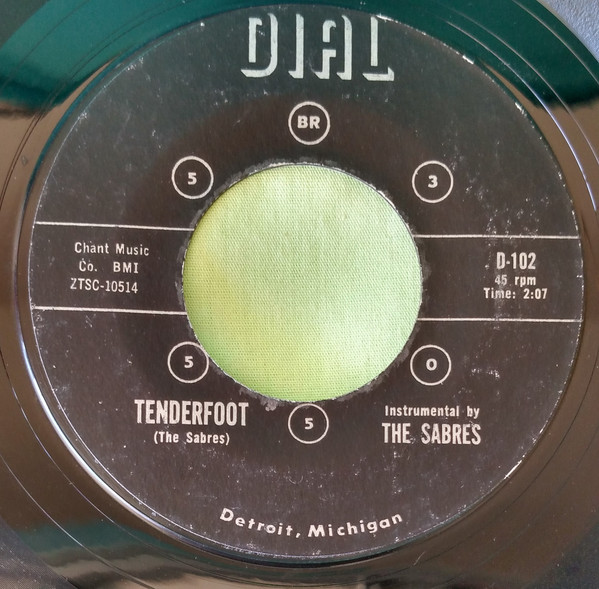 DIAL
BR
5
3
Chant Music
Co. BMI
ZTSC-10514
D-102
45 rpm
Time: 2:07
5
0
5
TENDERFOOT
(The Sabres)
Instrumental by
THE SABRES
Detroit, Michigan